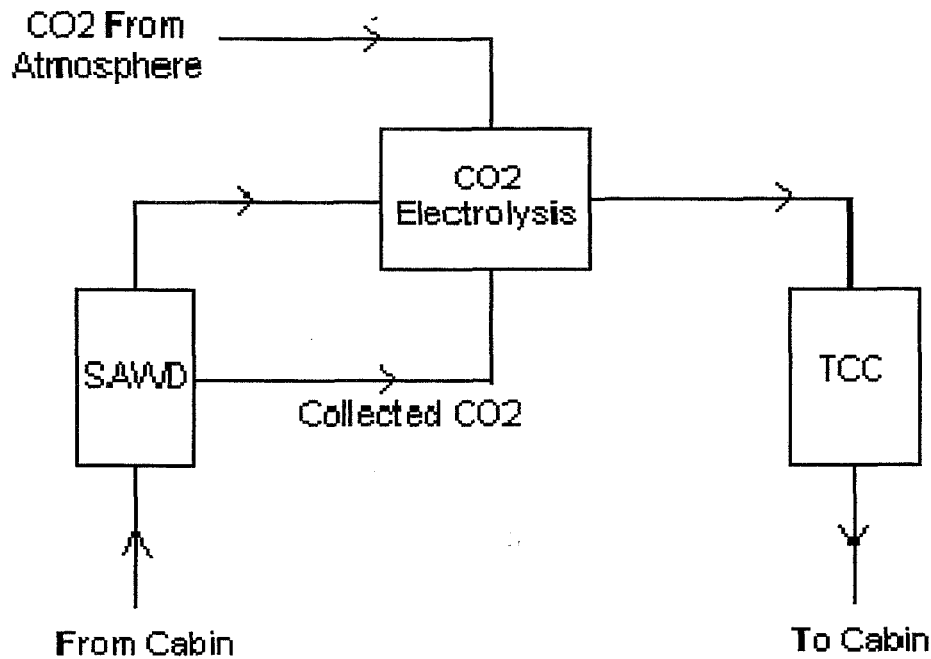 CO2 From
Atmosphere
CO2
Electrolysis
SAWD
TCC
Collected CO2
From Cabin
To Cabin